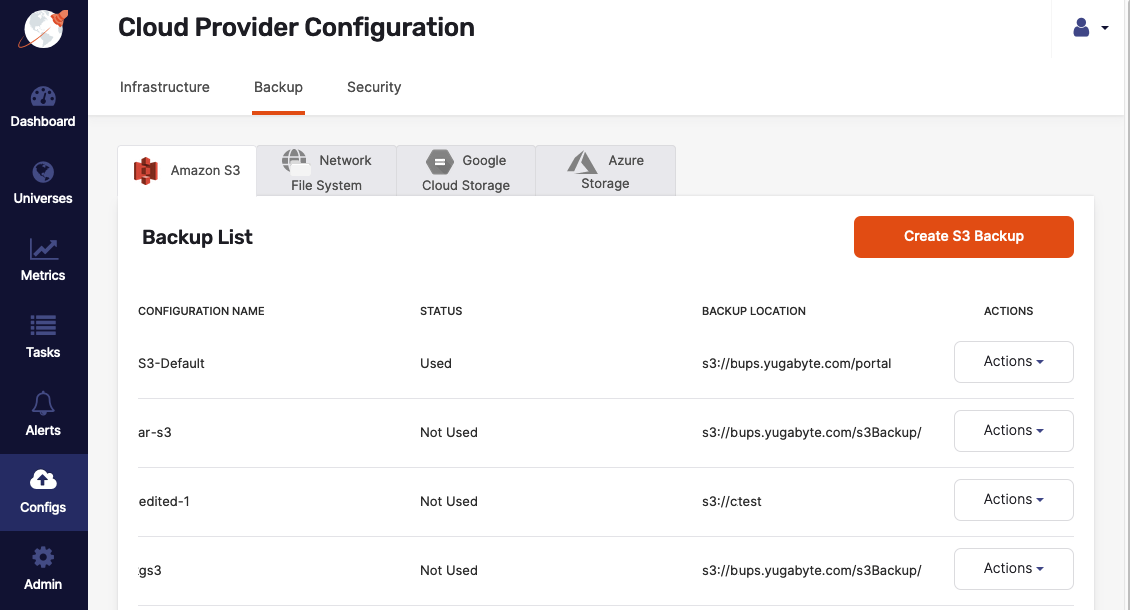 Cloud Provider Configuration
Infrastructure Backup Security
Dashboard
Universes
Metrics
Tasks
Alerts
Configs
Admin
Amazon S3
Network
File System
Google
Cloud Storage
Azure
Storage
Backup List
Create S3 Backup
CONFIGURATION NAME STATUS BACKUP LOCATION ACTIONS
S3-Default Used s3://bups.yugabyte.com/portal Actions
ar-s3 Not Used s3://bups.yugabyte.com/s3Backup/ Actions
edited-1 Not Used s3://ctest Actions
gs3 Not Used s3://bups.yugabyte.com/s3Backup/ Actions